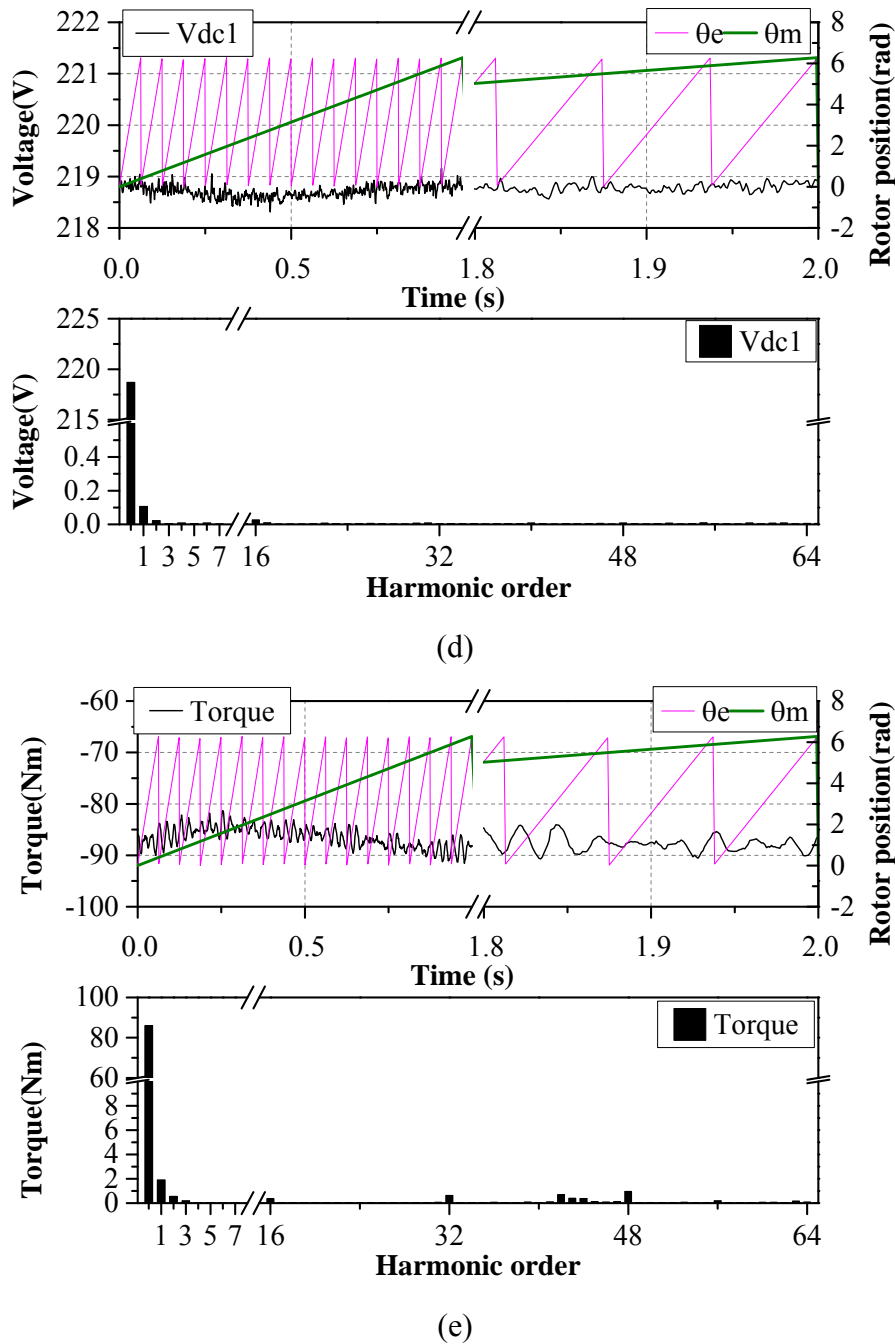 222
221
220
219
218
Voltage(V)
Vdc1
θe θm
8
6
4
2
0
-2
Rotor position(rad)
0.0 0.5 1.8 1.9 2.0
Time (s)
225
220
215
0.4
0.2
0.0
Voltage(V)
Voltage(V)
Vdc1
1 3 5 7 16 32 48 64
Harmonic order
(d)
-60
-70
-80
-90
-100
Torque(Nm)
Torque
θe θm
8
6
4
2
0
-2
Rotor position(rad)
0.0 0.5 1.8 1.9 2.0
Time (s)
100
80
60
8
6
4
2
0
Torque(Nm)
Torque
1 3 5 7 16 32 48 64
Harmonic order
(e)